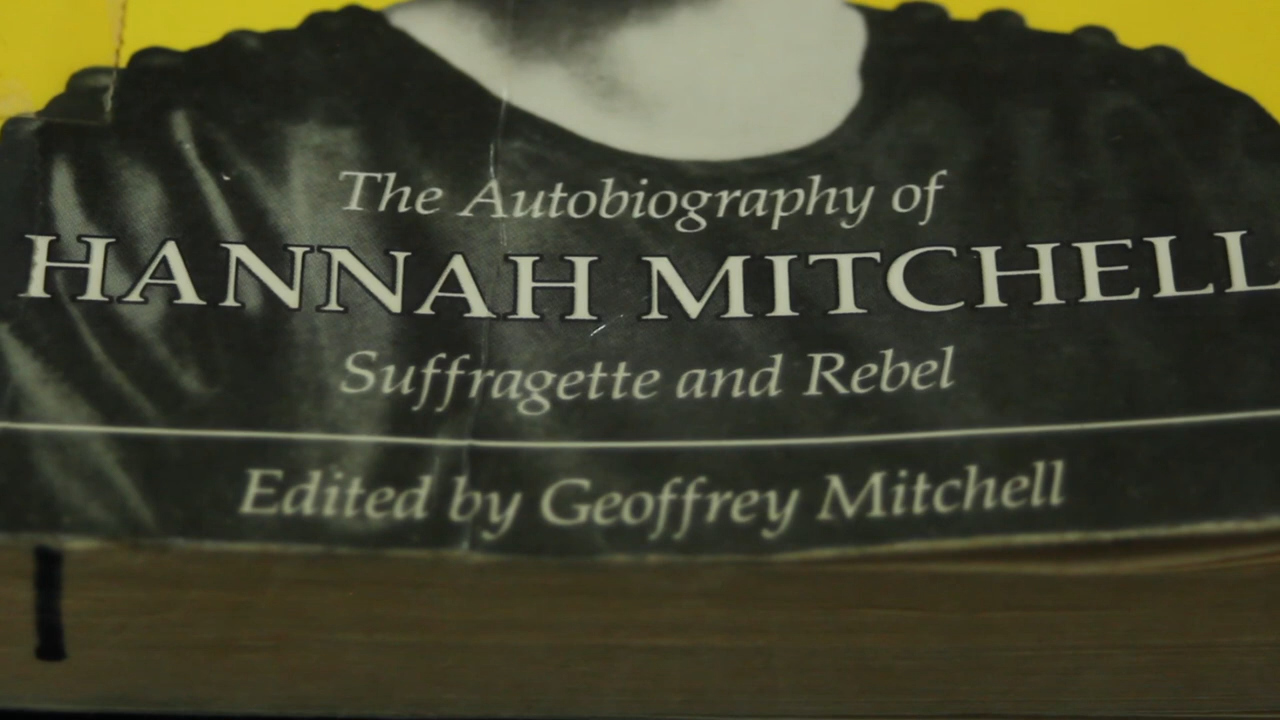 The Autobiography of
HANNAH MITCHELL
Suffragette and Rebel
Edited by Geoffrey Mitchell